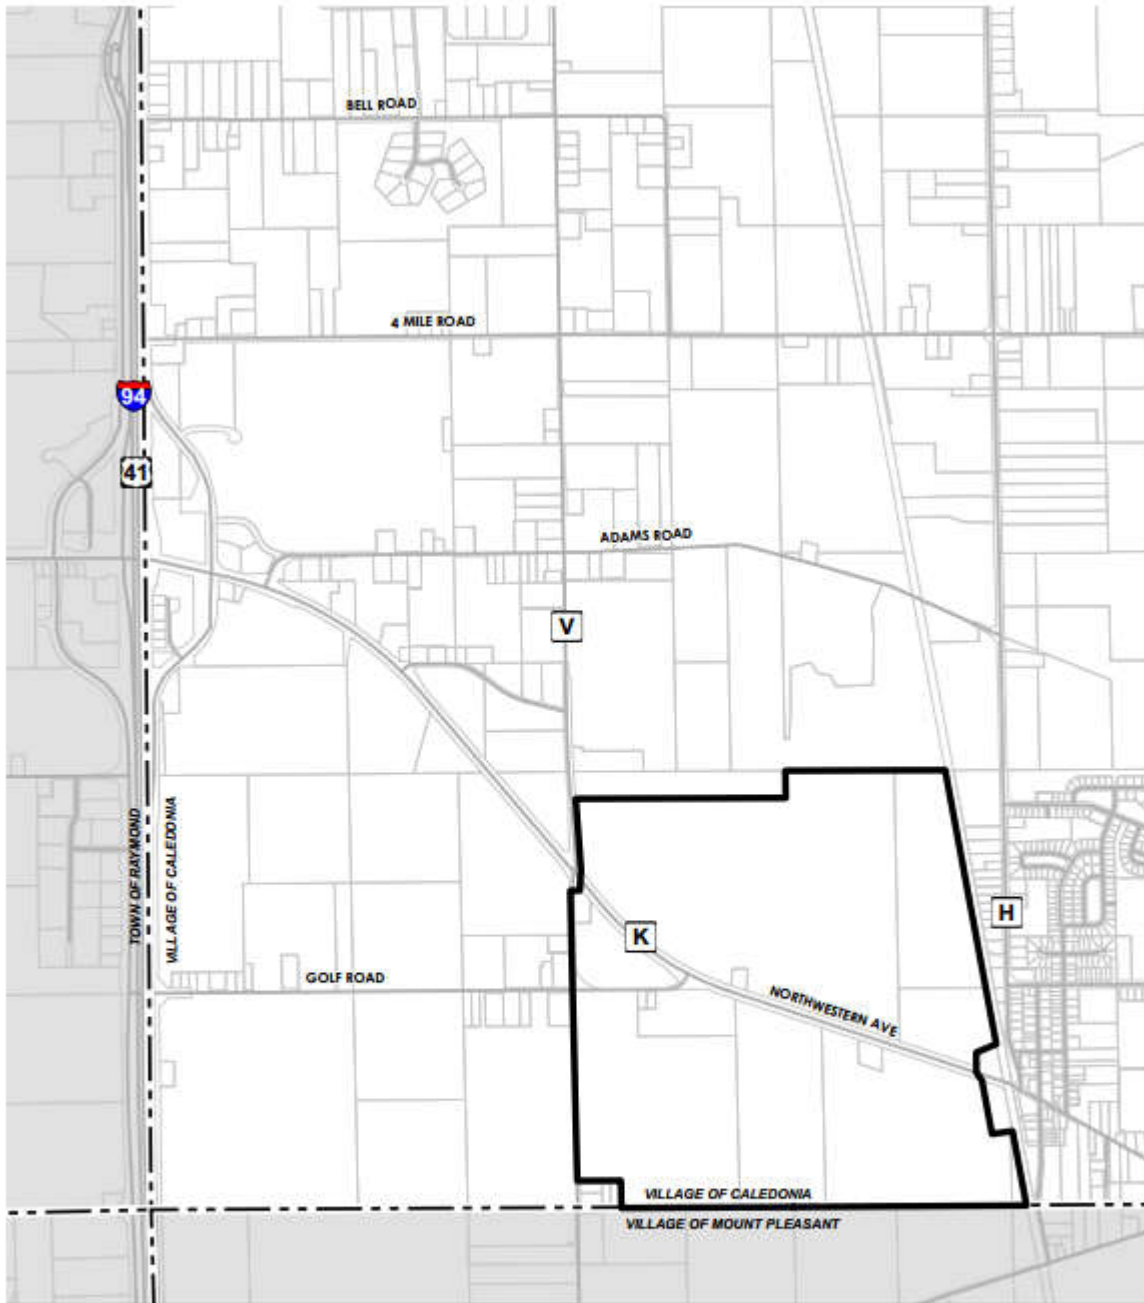 BELL ROAD
4 MILE ROAD
94
41
ADAMS ROAD
V
TOWN OF RAYMOND
VILLAGE OF CALEDONIA
H
K
GOLF ROAD
NORTHWESTERN AVE
VILLAGE OF CALEDONIA
VILLAGE OF MOUNT PLEASANT